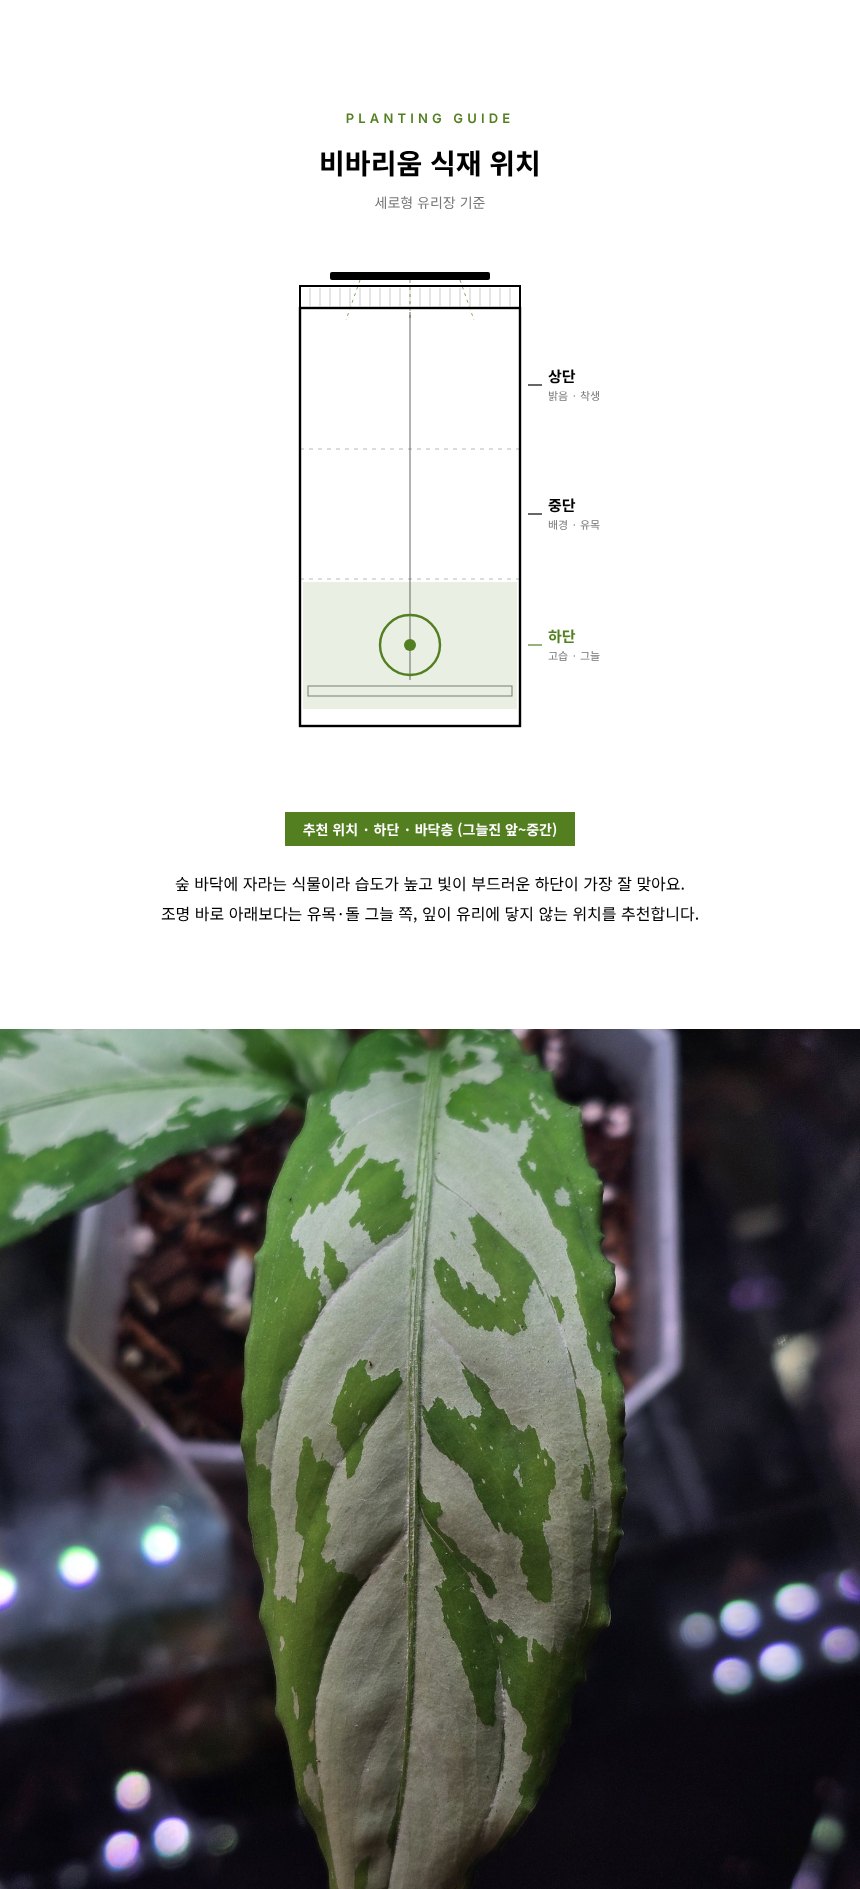 PLANTING GUIDE
비바리움 식재 위치
세로형 유리장 기준
상단
밝음 · 착생
중단
배경 · 유목
하단
고습 · 그늘
추천 위치 · 하단 · 바닥층 (그늘진 앞~중간)
숲 바닥에 자라는 식물이라 습도가 높고 빛이 부드러운 하단이 가장 잘 맞아요.
조명 바로 아래보다는 유목·돌 그늘 쪽, 잎이 유리에 닿지 않는 위치를 추천합니다.